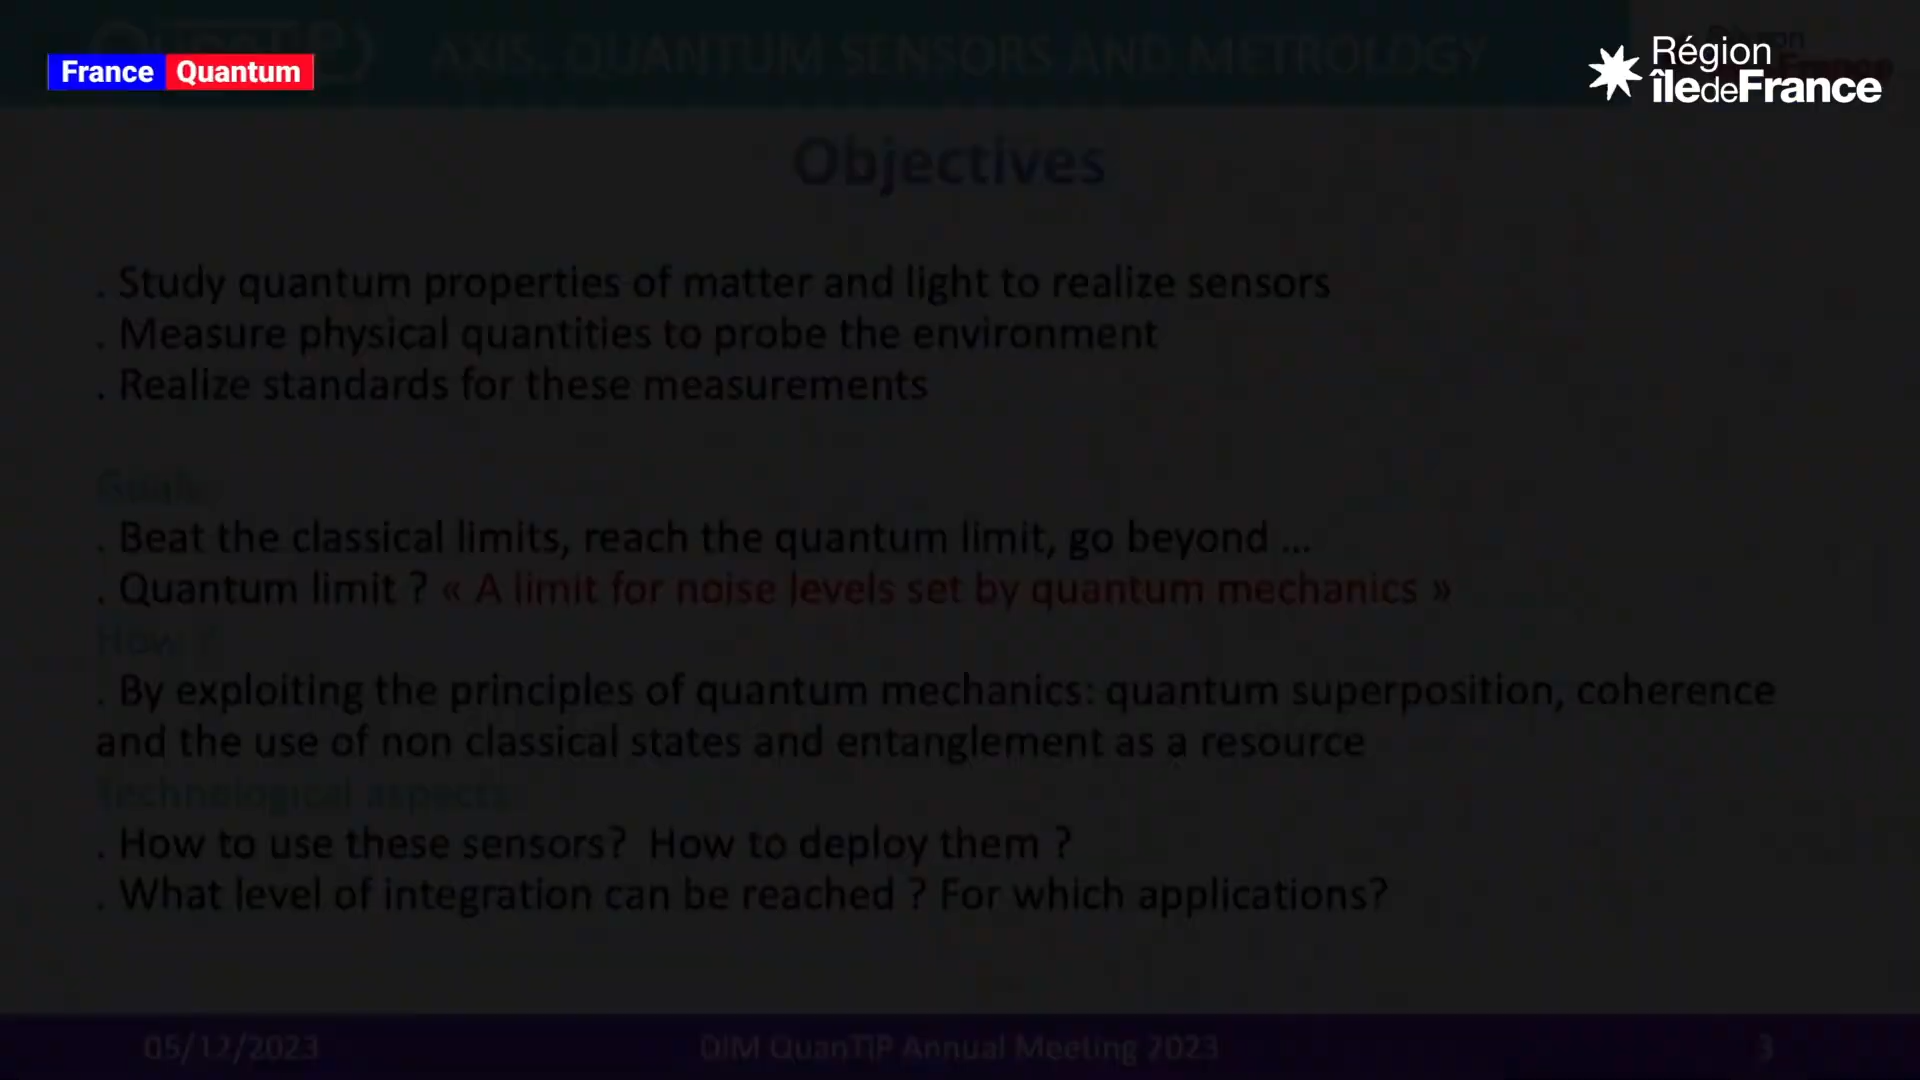 France Quantum
AXIS: QUANTUM SENSORS AND METROLOGY
Région
îledeFrance
Objectives
. Study quantum properties of matter and light to realize sensors
. Measure physical quantities to probe the environment
. Realize standards for these measurements
Goals:
. Beat the classical limits, reach the quantum limit, go beyond ...
. Quantum limit ? « A limit for noise levels set by quantum mechanics »
How ?
. By exploiting the principles of quantum mechanics: quantum superposition, coherence
and the use of non classical states and entanglement as a resource
Technological aspects
. How to use these sensors? How to deploy them ?
. What level of integration can be reached ? For which applications?
05/12/2023
DIM QuanTiP Annual Meeting 2023
3